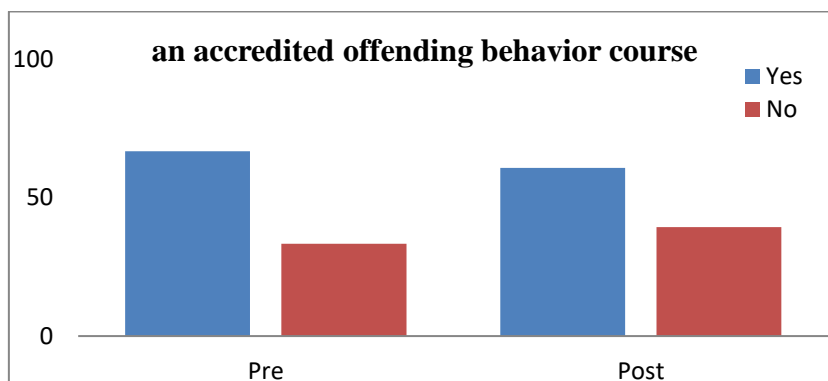 an accredited offending behavior course
100
50
0
Yes
No
Pre
Post